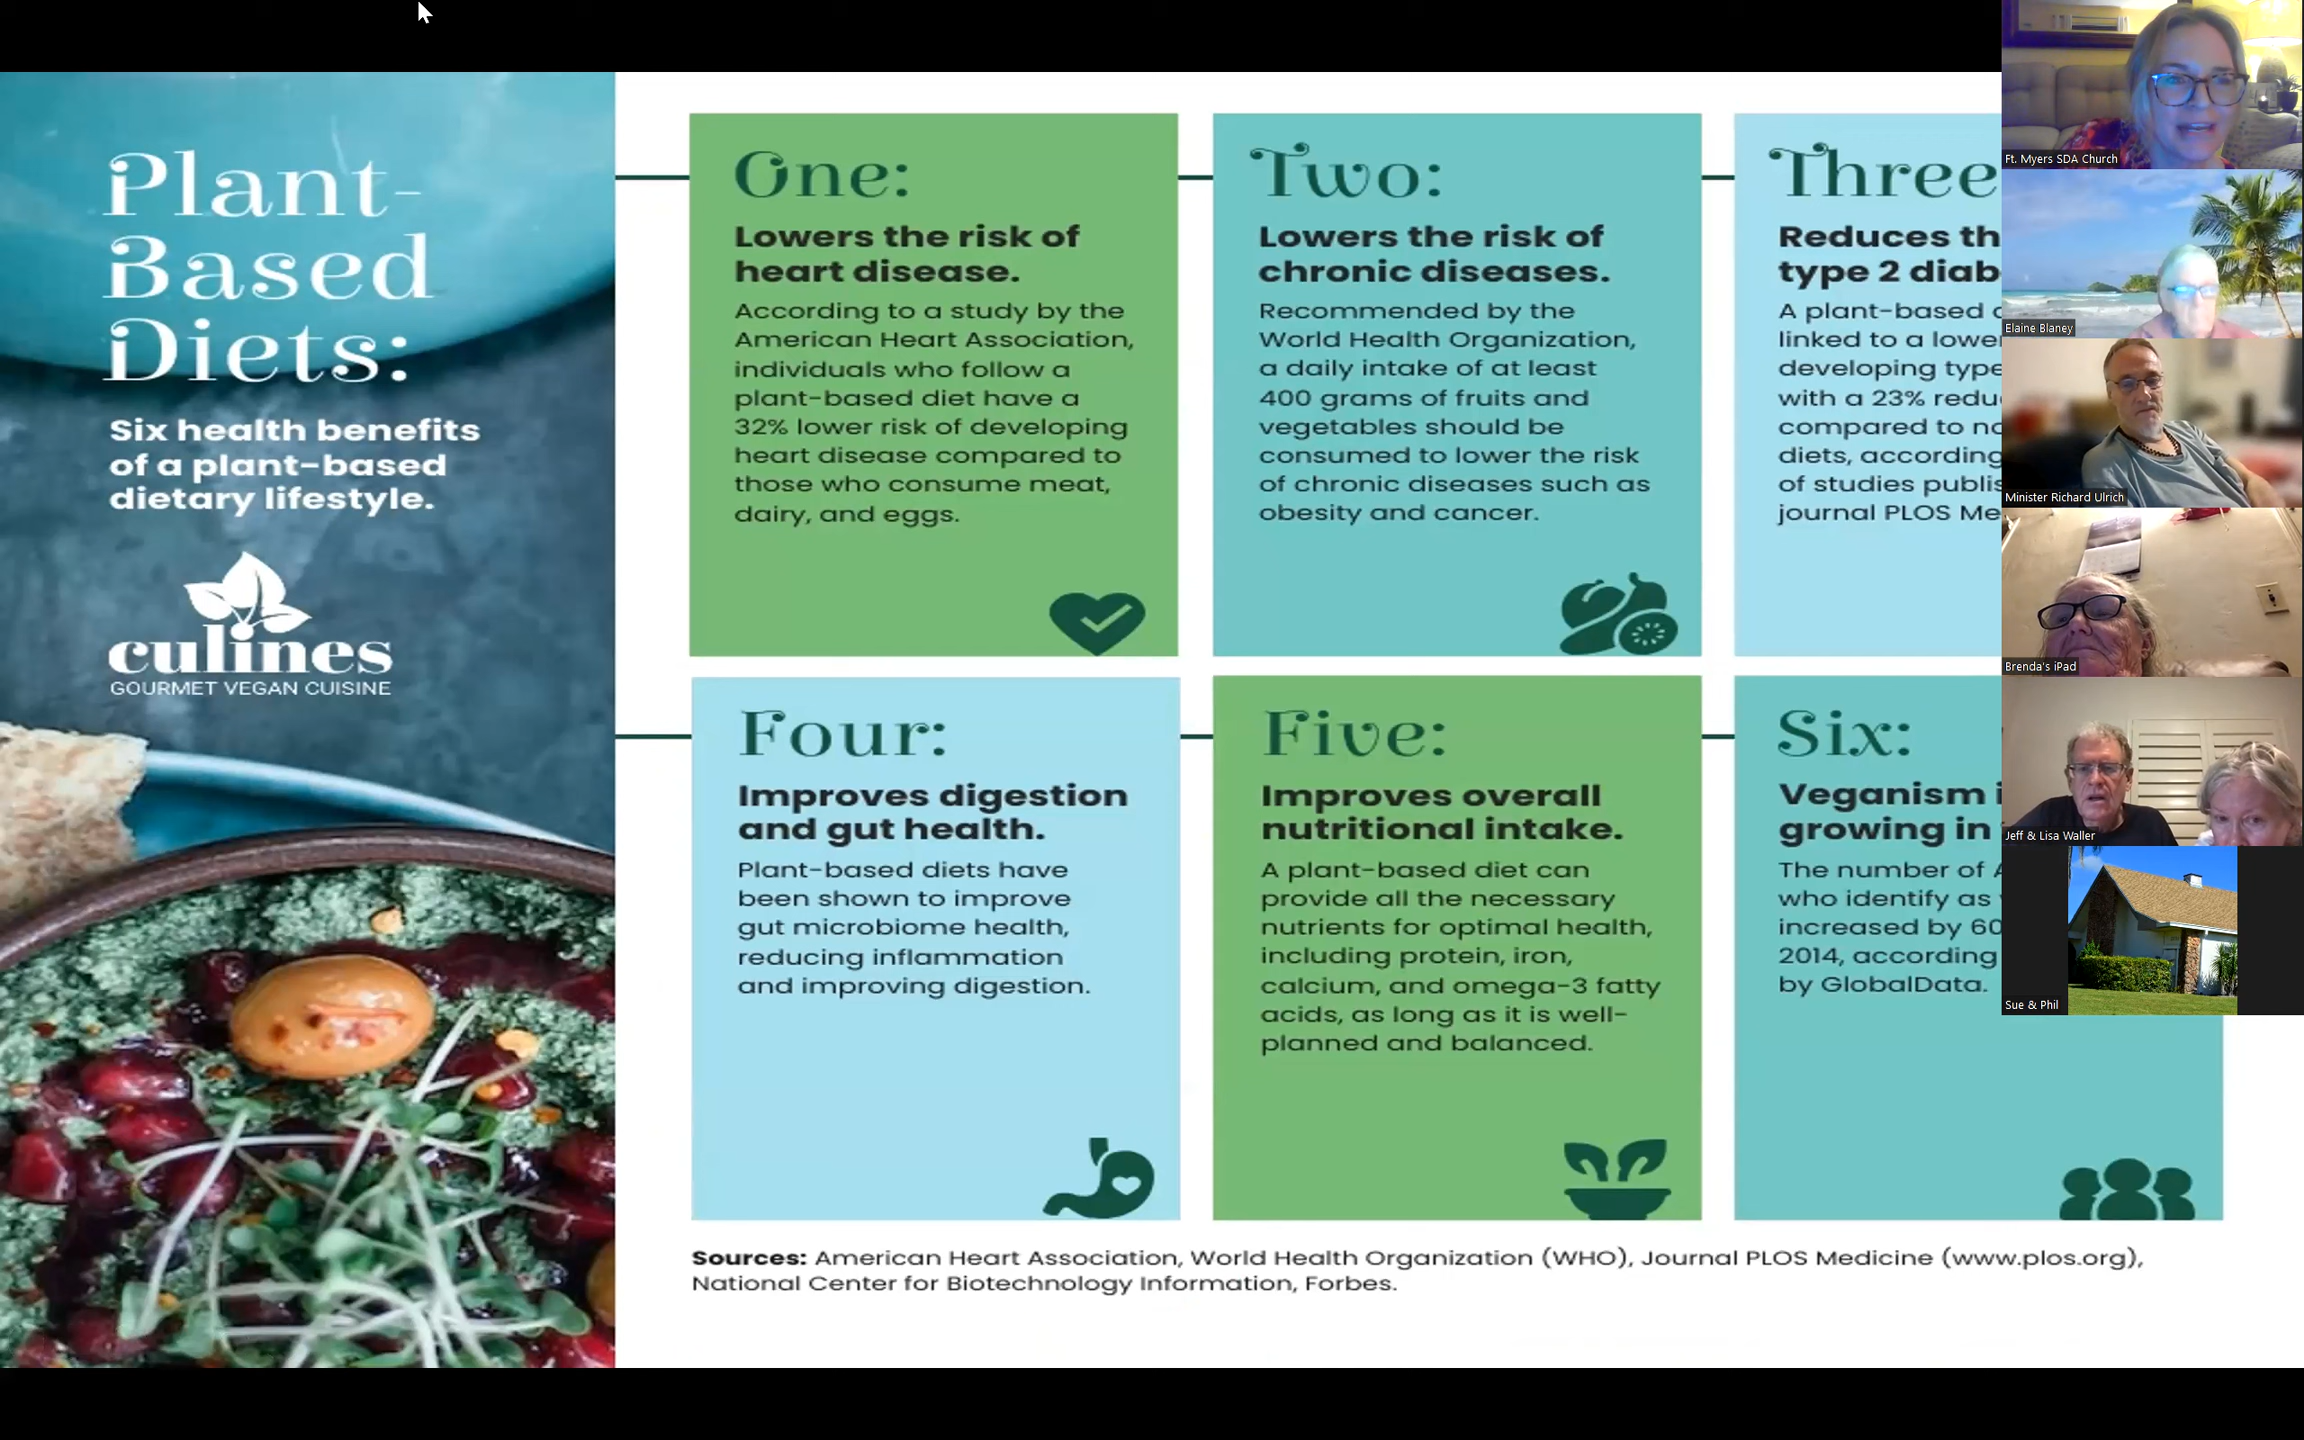 Plant-
Based
Diets:
Six health benefits
of a plant-based
dietary lifestyle.
culines
GOURMET VEGAN CUISINE
One:
Lowers the risk of
heart disease.
According to a study by the
American Heart Association,
individuals who follow a
plant-based diet have a
32% lower risk of developing
heart disease compared to
those who consume meat,
dairy, and eggs.
Two:
Lowers the risk of
chronic diseases.
Recommended by the
World Health Organization,
a daily intake of at least
400 grams of fruits and
vegetables should be
consumed to lower the risk
of chronic diseases such as
obesity and cancer.
Three
Reduces
type 2
A plant-based
linked to a
developing
with a 23%
compared to
diets, according
of studies
journal PLOS
Four:
Improves digestion
and gut health.
Plant-based diets have
been shown to improve
gut microbiome health,
reducing inflammation
and improving digestion.
Five:
Improves overall
nutritional intake.
A plant-based diet can
provide all the necessary
nutrients for optimal health,
including protein, iron,
calcium, and omega-3 fatty
acids, as long as it is well-
planned and balanced.
Six:
Veganism
growing in
The number of
who identify as
increased by
2014, according
by GlobalData.
Sources: American Heart Association, World Health Organization (WHO), Journal PLOS Medicine (www.plos.org),
National Center for Biotechnology Information, Forbes.
Ft. Myers SDA Church
Elaine Blaney
Minister Richard Ulrich
Brenda's iPad
Jeff & Lisa Waller
Sue & Phil